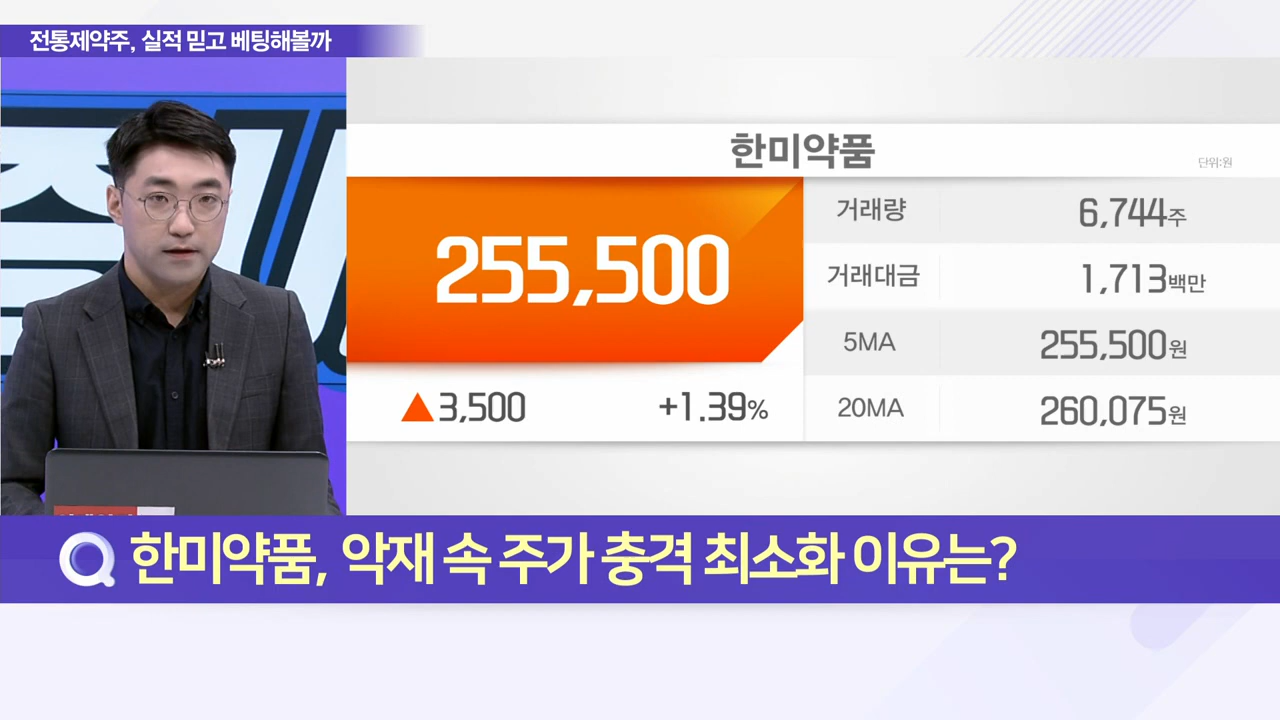 전통제약주, 실적 믿고 베팅해볼까
한미약품
단위:원
255,500
▲3,500 +1.39%
거래량 6,744주
거래대금 1,713백만
5MA 255,500원
20MA 260,075원
한미약품, 악재 속 주가 충격 최소화 이유는?